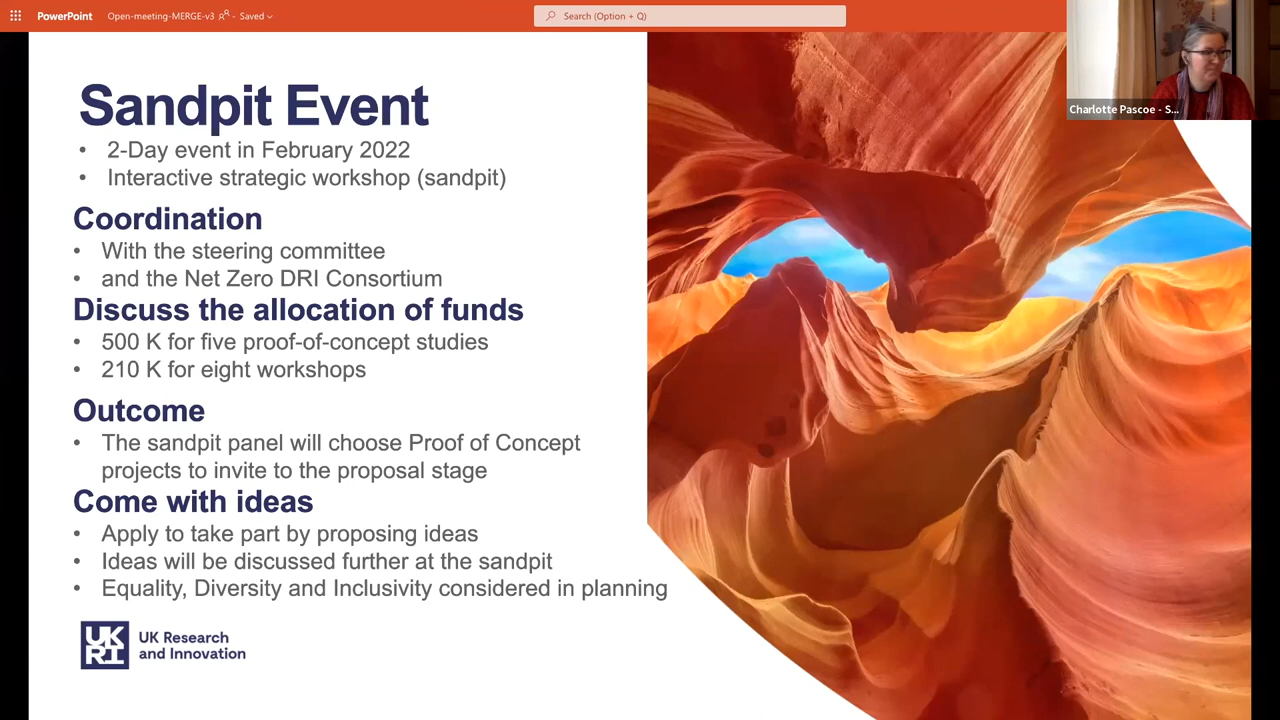 PowerPoint Open-meeting-MERGE-v3 - Saved
Search (Option + Q)
Charlotte Pascoe - S...
Sandpit Event
• 2-Day event in February 2022
• Interactive strategic workshop (sandpit)
Coordination
• With the steering committee
• and the Net Zero DRI Consortium
Discuss the allocation of funds
• 500 K for five proof-of-concept studies
• 210 K for eight workshops
Outcome
• The sandpit panel will choose Proof of Concept
projects to invite to the proposal stage
Come with ideas
• Apply to take part by proposing ideas
• Ideas will be discussed further at the sandpit
• Equality, Diversity and Inclusivity considered in planning
UK
RI
UK Research
and Innovation